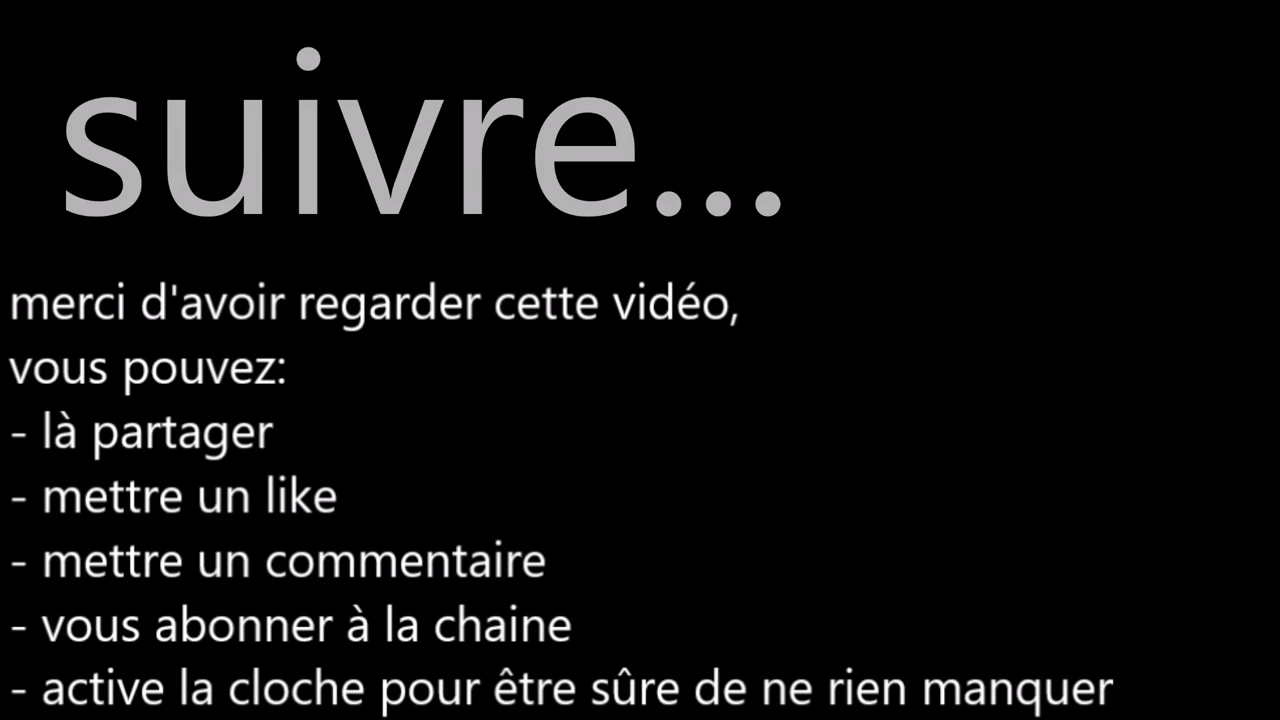 suivre...
merci d'avoir regarder cette vidéo,
vous pouvez:
- là partager
- mettre un like
- mettre un commentaire
- vous abonner à la chaine
- active la cloche pour être sûre de ne rien manquer